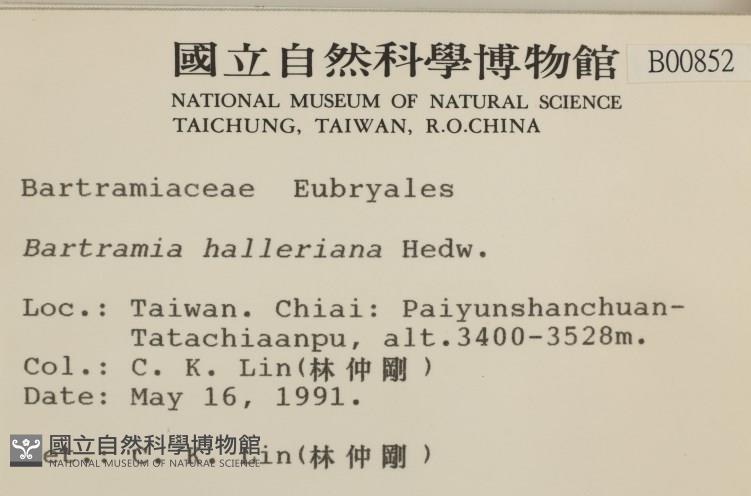 國立自然科學博物館 B00852
NATIONAL MUSEUM OF NATURAL SCIENCE
TAICHUNG, TAIWAN, R.O.CHINA
Bartramiaceae Eubryales
Bartramia halleriana Hedw.
Loc.: Taiwan. Chiai: Paiyunshanchuan-
Tatachiaanpu, alt.3400-3528m.
Col.: C. K. Lin(林仲剛)
Date: May 16, 1991.
國立自然科學博物館
NATIONAL MUSEUM OF NATURAL SCIENCE
C. K. Lin(林仲剛)